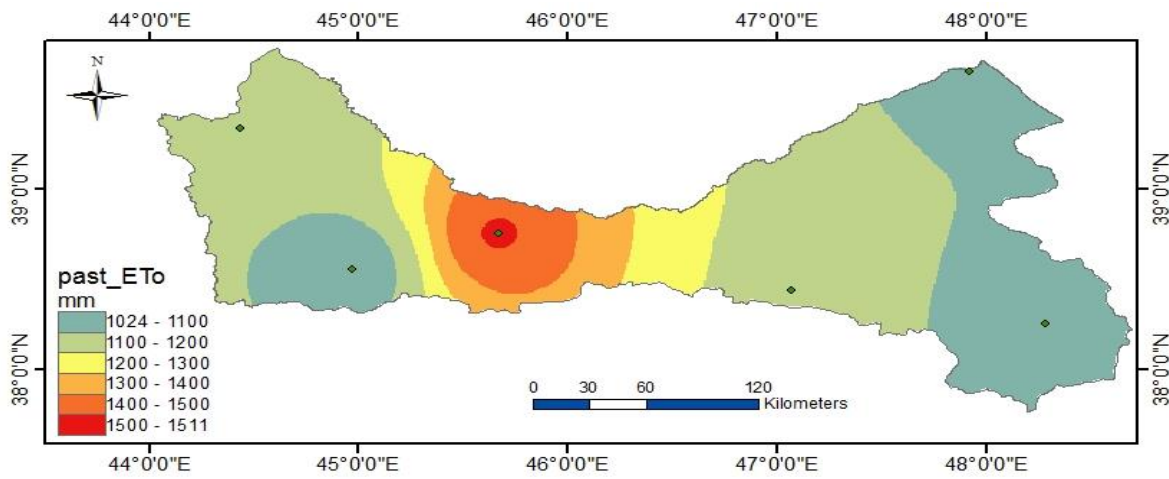 44°0'0"E 45°0'0"E 46°0'0"E 47°0'0"E 48°0'0"E
N
39°0'0"N 39°0'0"N
past_ETo
mm
1024 - 1100
1100 - 1200
1200 - 1300
1300 - 1400
1400 - 1500
1500 - 1511
38°0'0"N 38°0'0"N
0 30 60 120
Kilometers
44°0'0"E 45°0'0"E 46°0'0"E 47°0'0"E 48°0'0"E